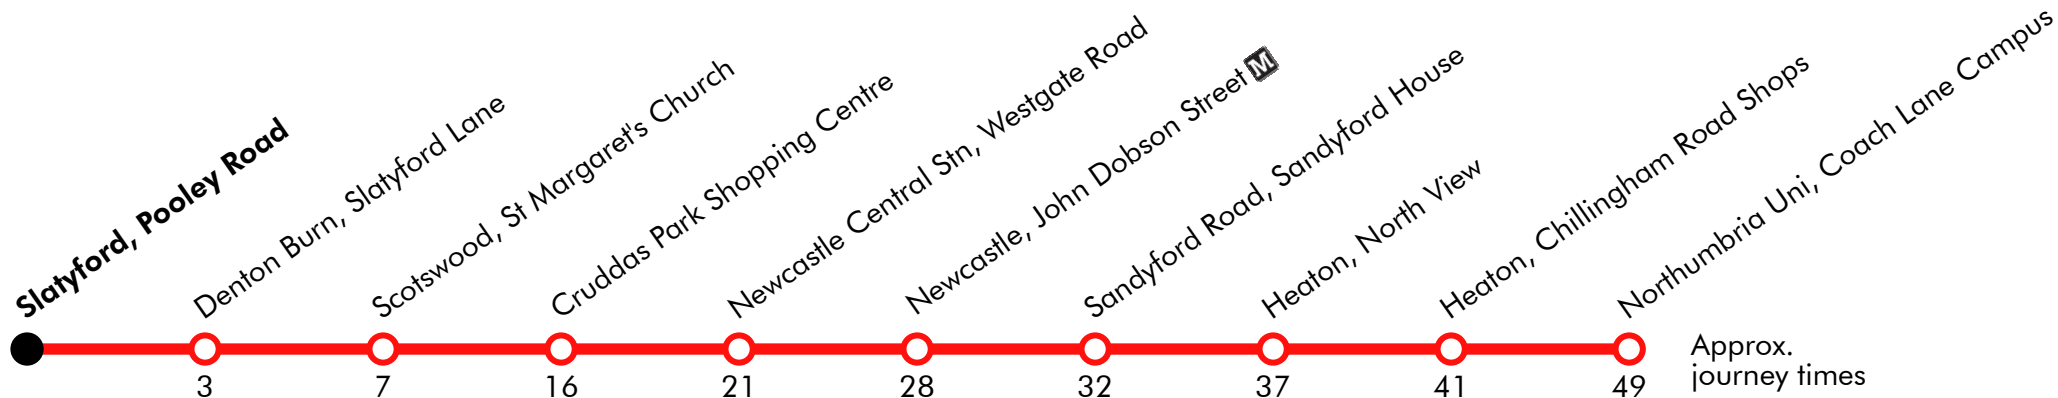 Slatyford, Pooley Road
Denton Burn, Slatyford Lane
Scotswood, St Margaret's Church
Cruddas Park Shopping Centre
Newcastle Central Stn, Westgate Road
Newcastle, John Dobson Street M
Sandyford Road, Sandyford House
Heaton, North View
Heaton, Chillingham Road Shops
Northumbria Uni, Coach Lane Campus
3 7 16 21 28 32 37 41 49
Approx.
journey times